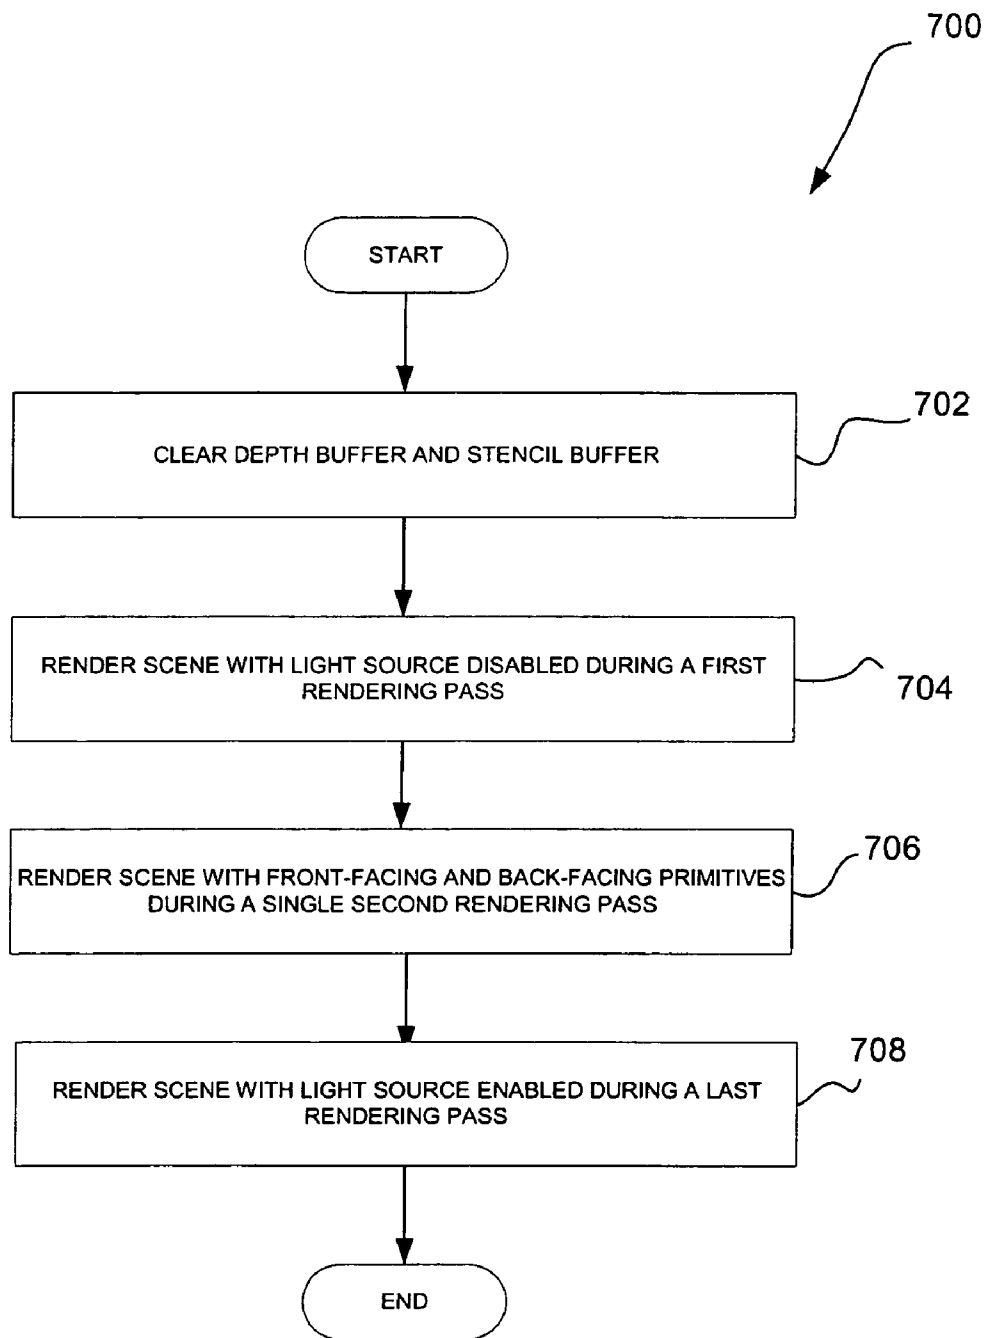 700
START
702
CLEAR DEPTH BUFFER AND STENCIL BUFFER
RENDER SCENE WITH LIGHT SOURCE DISABLED DURING A FIRST
RENDERING PASS
704
706
RENDER SCENE WITH FRONT-FACING AND BACK-FACING PRIMITIVES
DURING A SINGLE SECOND RENDERING PASS
708
RENDER SCENE WITH LIGHT SOURCE ENABLED DURING A LAST
RENDERING PASS
END